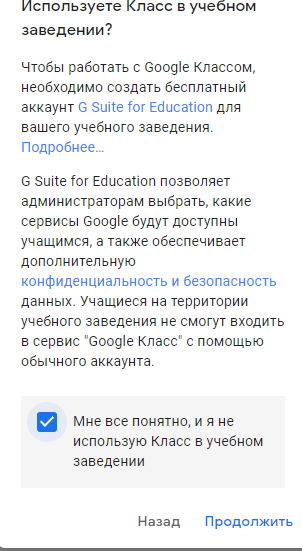 Используете Класс в учебном
заведении?
Чтобы работать с Google Классом,
необходимо создать бесплатный
аккаунт G Suite for Education для
вашего учебного заведения.
Подробнее…
G Suite for Education позволяет
администраторам выбрать, какие
сервисы Google будут доступны
учащимся, а также обеспечивает
дополнительную
конфиденциальность и безопасность
данных. Учащиеся на территории
учебного заведения не смогут входить
в сервис "Google Класс" с помощью
обычного аккаунта.
Мне все понятно, и я не
использую Класс в учебном
заведении
Назад Продолжить